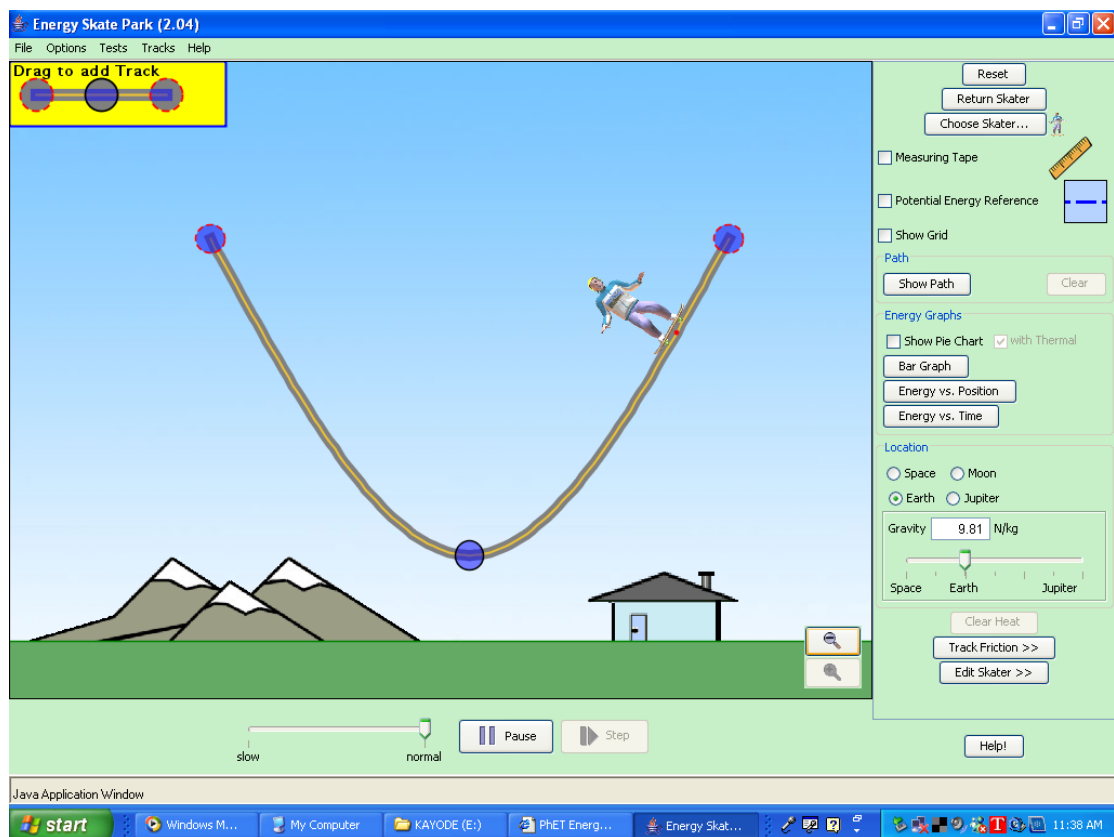 Energy Skate Park (2.04)
File Options Tests Tracks Help
Drag to add Track
Reset
Return Skater
Choose Skater...
Measuring Tape
Potential Energy Reference
Show Grid
Path
Show Path Clear
Energy Graphs
Show Pie Chart with Thermal
Bar Graph
Energy vs. Position
Energy vs. Time
Location
Space Moon
Earth Jupiter
Gravity 9.81 N/kg
Space Earth Jupiter
Clear Heat
Track Friction >>
Edit Skater >>
Help!
slow normal
Pause Step
Java Application Window
start Windows M... My Computer KAYODE (E:) PhET Energ... Energy Skat... 11:38 AM